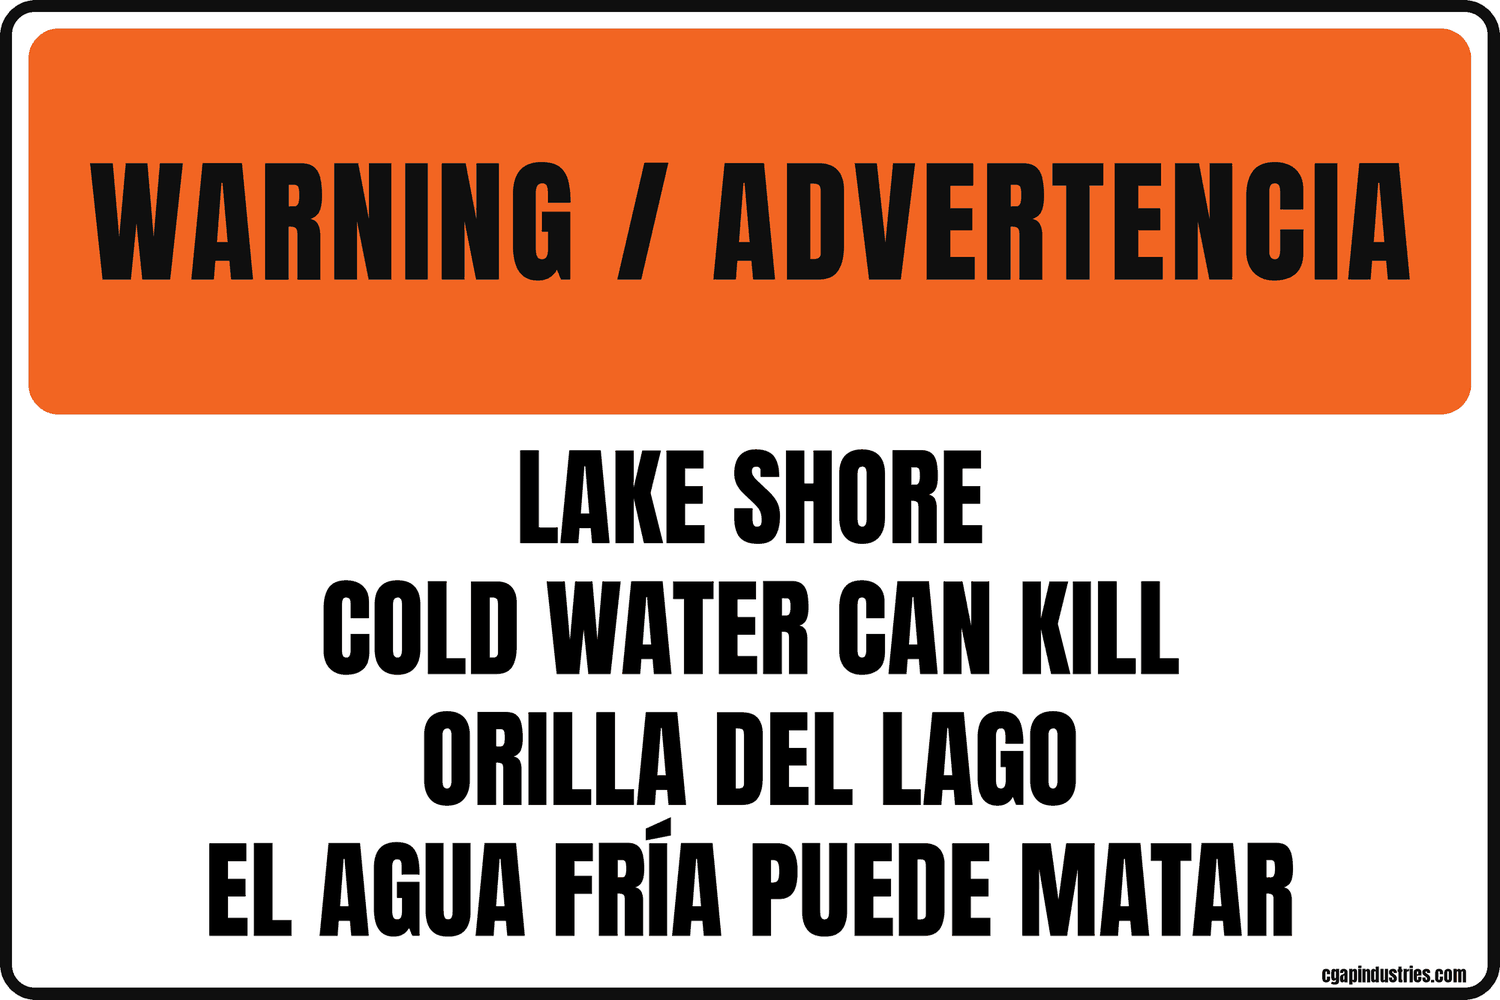 WARNING / ADVERTENCIA
LAKE SHORE
COLD WATER CAN KILL
ORILLA DEL LAGO
EL AGUA FRÍA PUEDE MATAR
cgapindustries.com